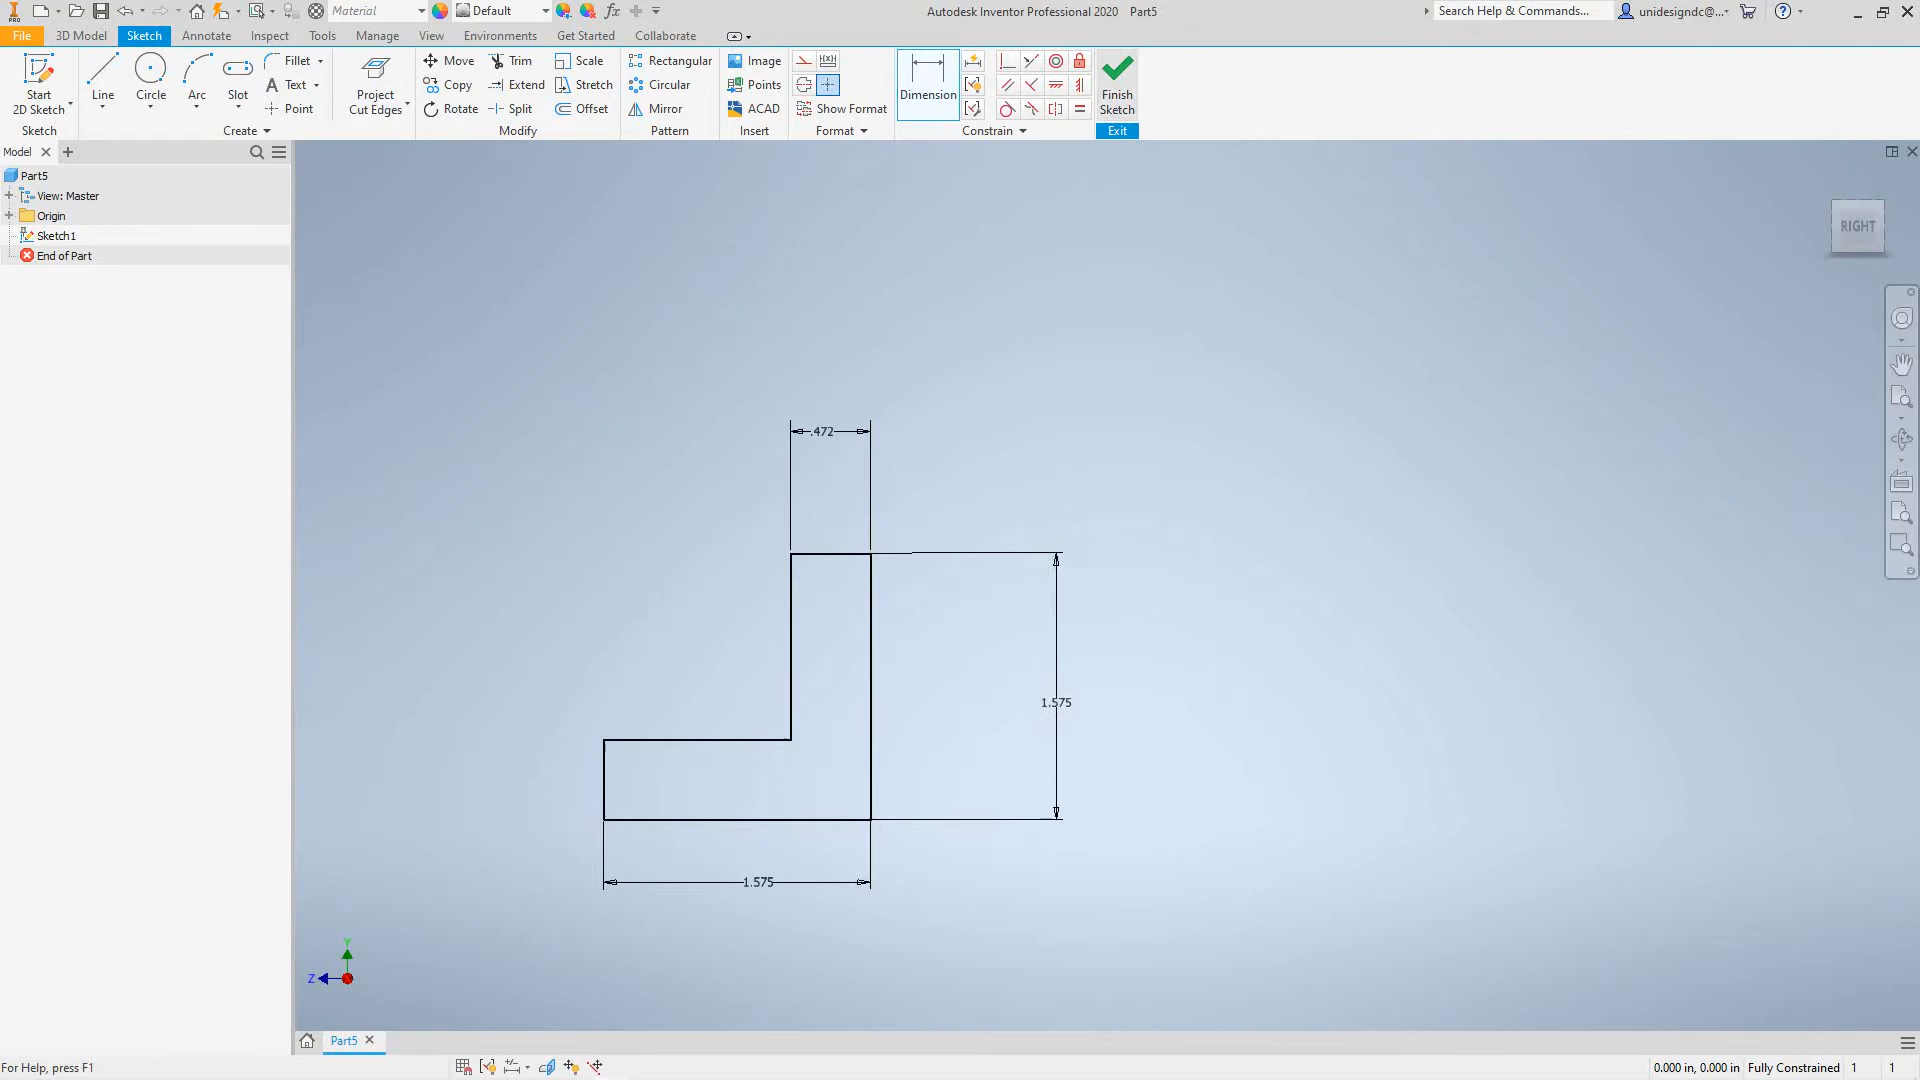 Material Default fx Autodesk Inventor Professional 2020 Part5 Search Help & Commands... unidesigndc@...
PRO
File 3D Model Sketch Annotate Inspect Tools Manage View Environments Get Started Collaborate
Start
2D Sketch
Line Circle Arc Slot Fillet
Text
Point
Project
Cut Edges
Move Trim Scale
Copy Extend Stretch
Rotate Split Offset
Rectangular
Circular
Mirror
Image
Points
ACAD
Show Format
Dimension
Finish
Sketch
Sketch Create Modify Pattern Insert Format Constrain Exit
Model
Part5
View: Master
Origin
Sketch1
End of Part
RIGHT
.472
1.575
1.575
Y
Z
Part5
For Help, press F1
0.000 in, 0.000 in Fully Constrained 1 1